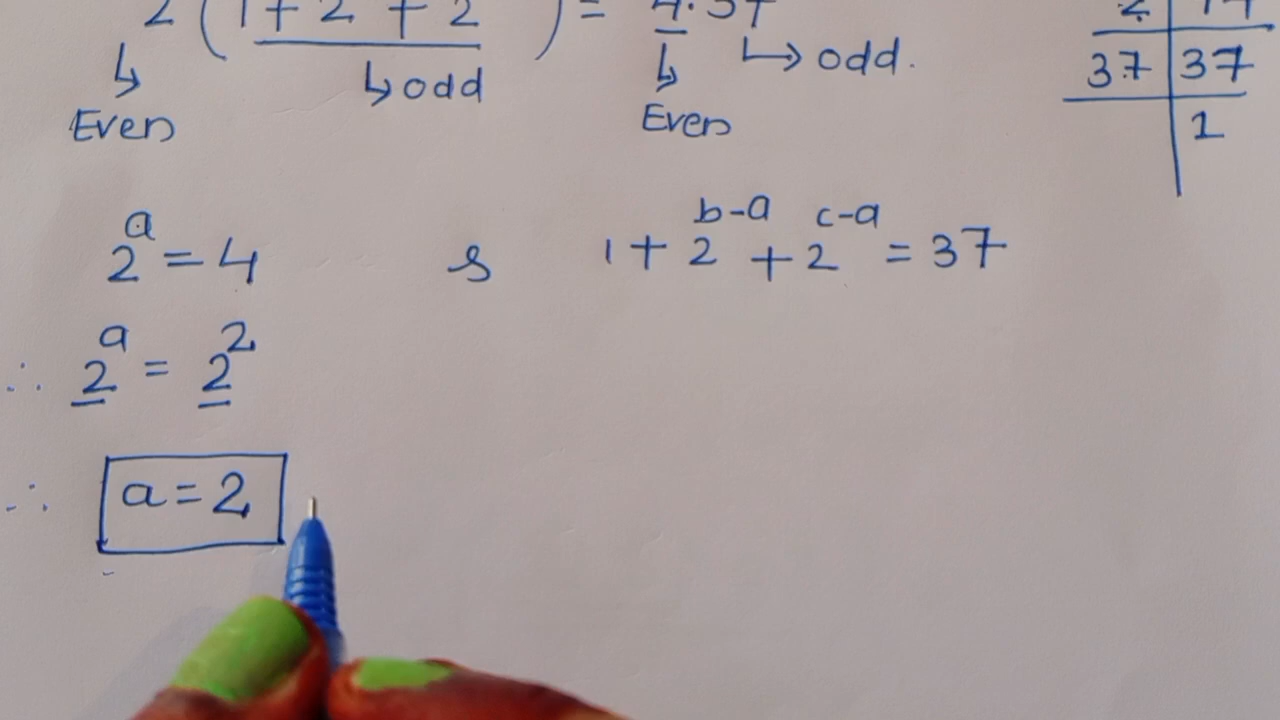 2 (1 + 2 + 2) = 4.37
2
37 | 37
1
↳ Even ↳ odd ↳ Even ↳ odd.
2^a = 4 & 1 + 2^(b-a) + 2^(c-a) = 37
∴ 2^a = 2^2
∴ a = 2